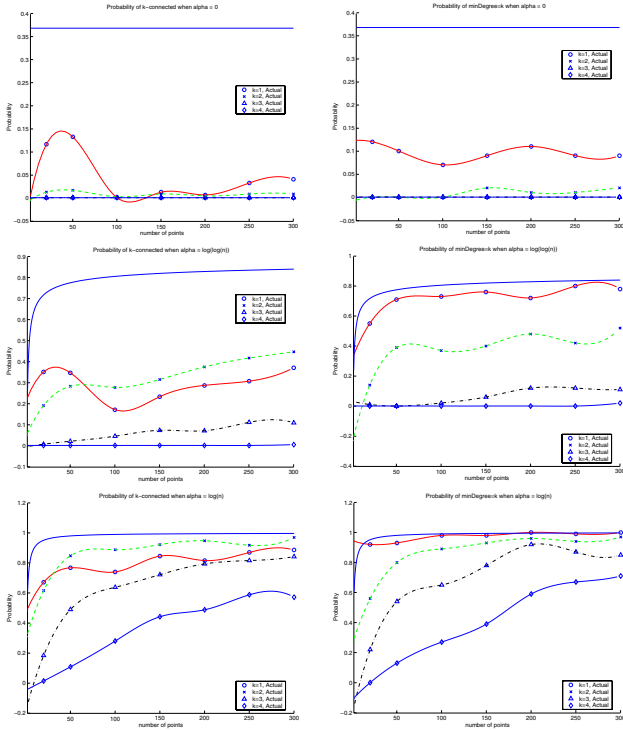 Probability of k-connected when alpha = 0
0.4
0.35
0.3
0.25
0.2
0.15
0.1
0.05
0
-0.05
Probability
50
100
150
200
250
300
number of points
k=1, Actual
k=2, Actual
k=3, Actual
k=4, Actual
Probability of minDegree=k when alpha = 0
0.4
0.35
0.3
0.25
0.2
0.15
0.1
0.05
0
-0.05
Probability
50
100
150
200
250
300
number of points
k=1, Actual
k=2, Actual
k=3, Actual
k=4, Actual
Probability of k-connected when alpha = log(log(n))
0.9
0.8
0.7
0.6
0.5
0.4
0.3
0.2
0.1
0
-0.1
Probability
50
100
150
200
250
300
number of points
k=1, Actual
k=2, Actual
k=3, Actual
k=4, Actual
Probability of minDegree=k when alpha = log(log(n))
1
0.8
0.6
0.4
0.2
0
-0.2
-0.4
Probability
50
100
150
200
250
300
number of points
k=1, Actual
k=2, Actual
k=3, Actual
k=4, Actual
Probability of k-connected when alpha = log(n)
1.2
1
0.8
0.6
0.4
0.2
0
-0.2
Probability
50
100
150
200
250
300
number of points
k=1, Actual
k=2, Actual
k=3, Actual
k=4, Actual
Probability of minDegree=k when alpha = log(n)
1.2
1
0.8
0.6
0.4
0.2
0
-0.2
Probability
50
100
150
200
250
300
number of points
k=1, Actual
k=2, Actual
k=3, Actual
k=4, Actual